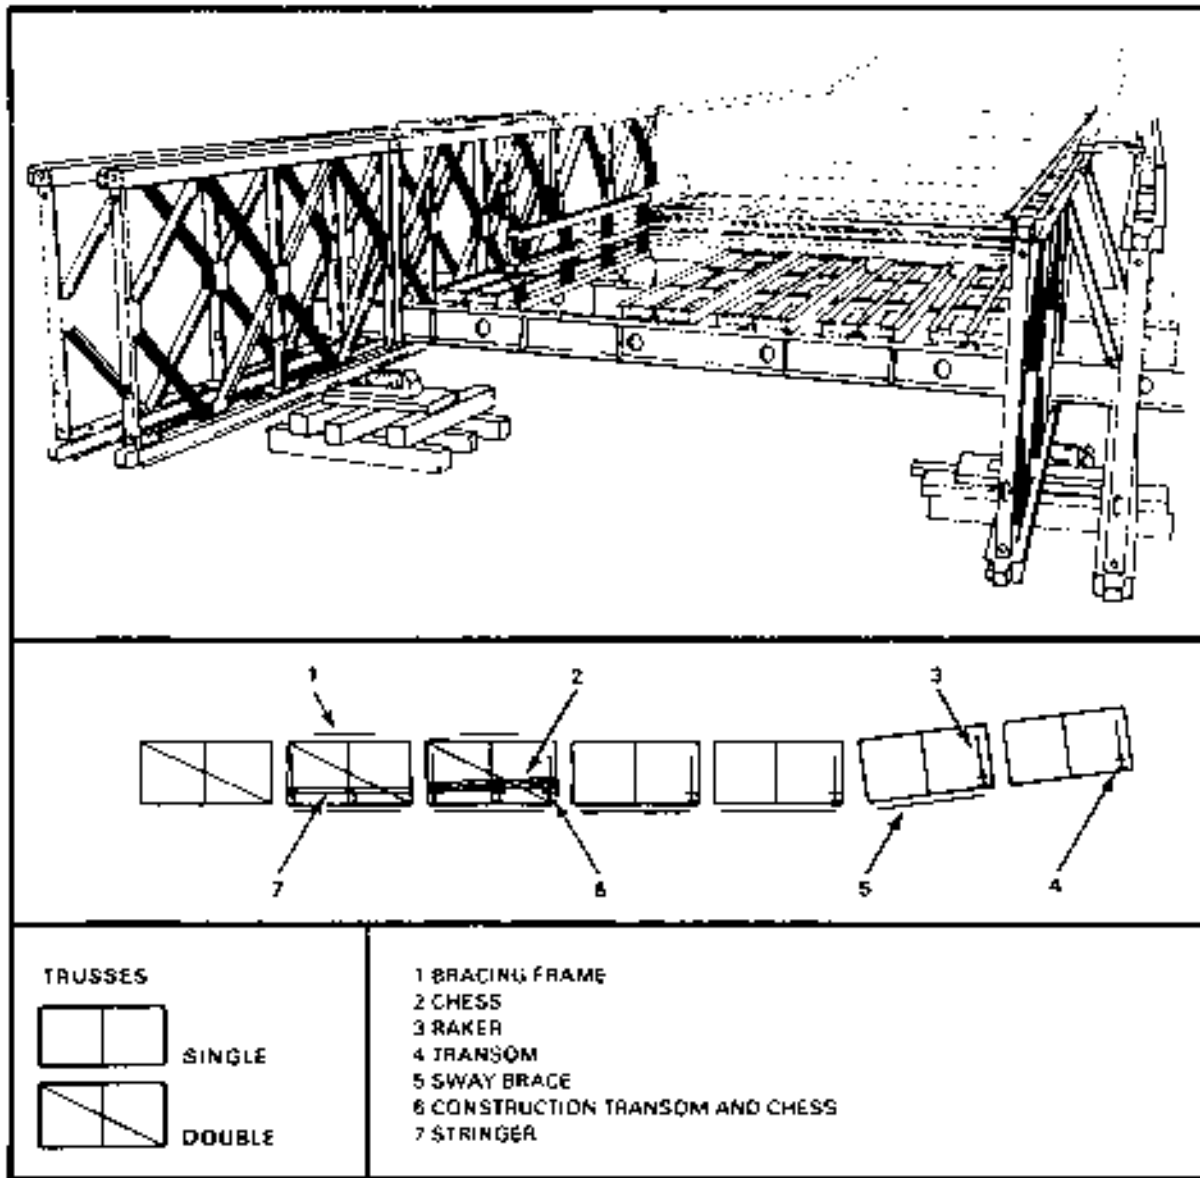 1
2
3
7
6
5
4
TRUSSES
SINGLE
DOUBLE
1 BRACING FRAME
2 CHESS
3 RAKER
4 TRANSOM
5 SWAY BRACE
6 CONSTRUCTION TRANSOM AND CHESS
7 STRINGER